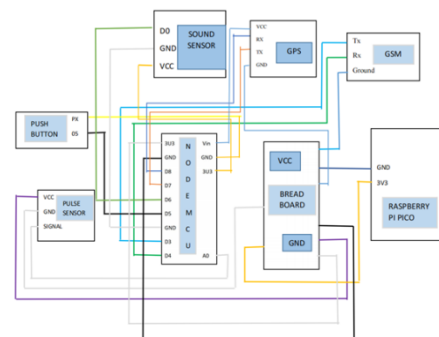 D0
GND
VCC
SOUND
SENSOR
VCC
RX
TX
GND
GPS
Tx
Rx
Ground
GSM
PUSH
BUTTON
PX
OS
VCC
GND
SIGNAL
PULSE
SENSOR
3U3
GND
D8
D7
D6
D5
GND
D3
D4
N
O
D
E
M
C
U
Vin
GND
3U3
A0
VCC
BREAD
BOARD
GND
GND
3V3
RASPBERRY
PI PICO